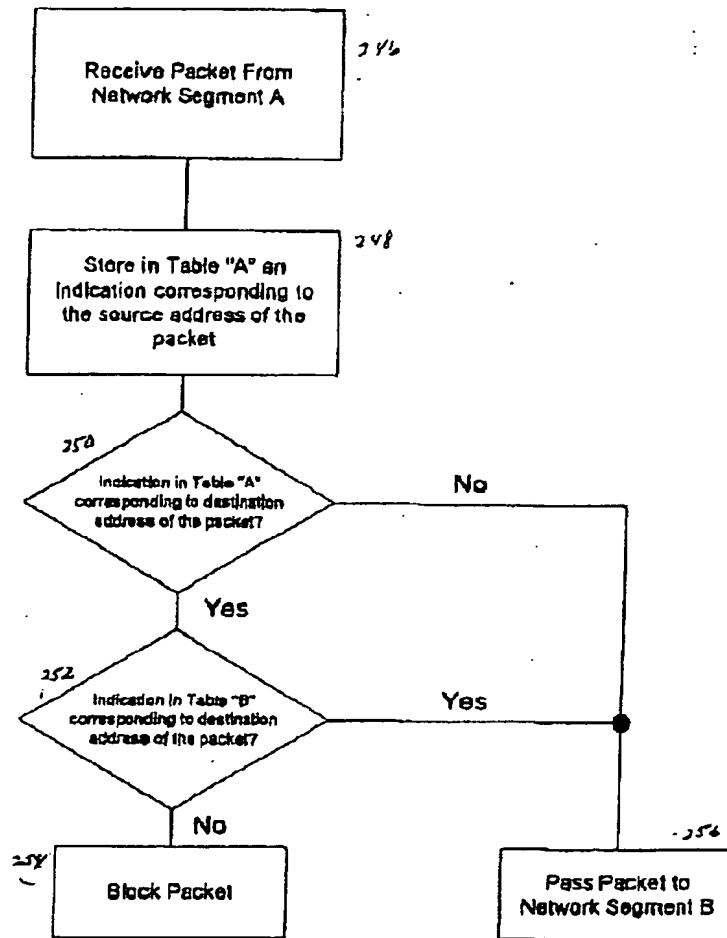 Receive Packet From
Network Segment A
246
Store in Table "A" an
Indication corresponding to
the source address of the
packet
248
250
Indication in Table "A"
corresponding to destination
address of the packet?
No
Yes
252
Indication in Table "B"
corresponding to destination
address of the packet?
Yes
No
254
Block Packet
256
Pass Packet to
Network Segment B